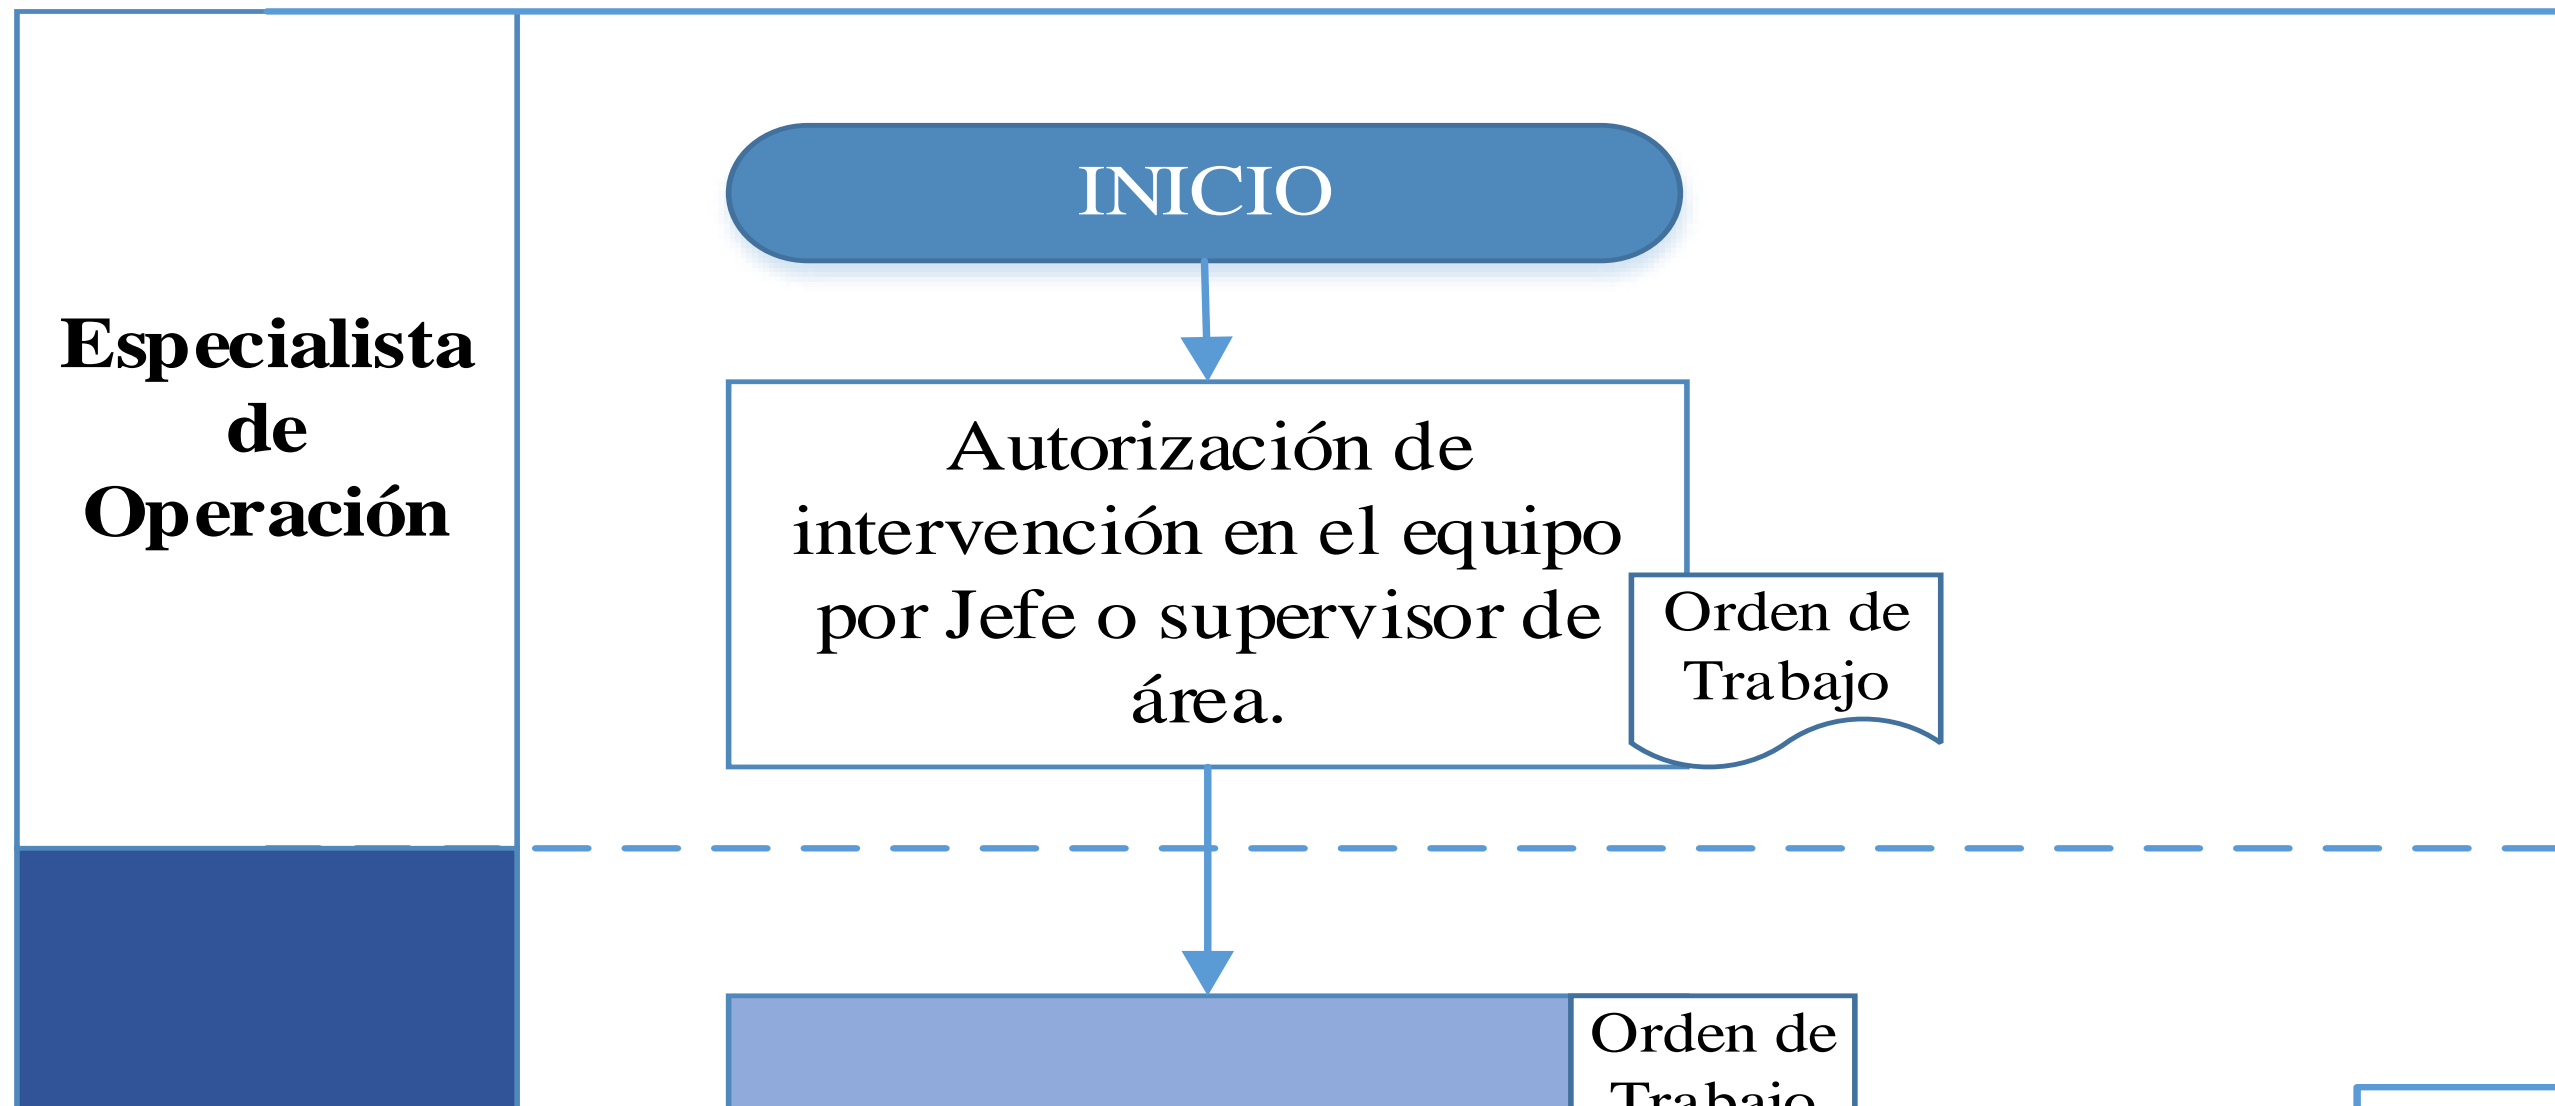 INICIO
Especialista
de
Operación
Autorización de
intervención en el equipo
por Jefe o supervisor de
área.
Orden de
Trabajo
Orden de
Trabajo